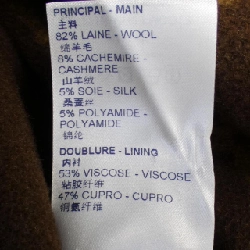 PRINCIPAL - MAIN
主料
82% LAINE - WOOL
绵羊毛
8% CACHEMIRE -
CASHMERE
山羊绒
5% SOIE - SILK
桑蚕丝
5% POLYAMIDE -
POLYAMIDE
锦纶
DOUBLURE - LINING
内衬
53% VISCOSE - VISCOSE
粘胶纤维
47% CUPRO - CUPRO
铜氨纤维